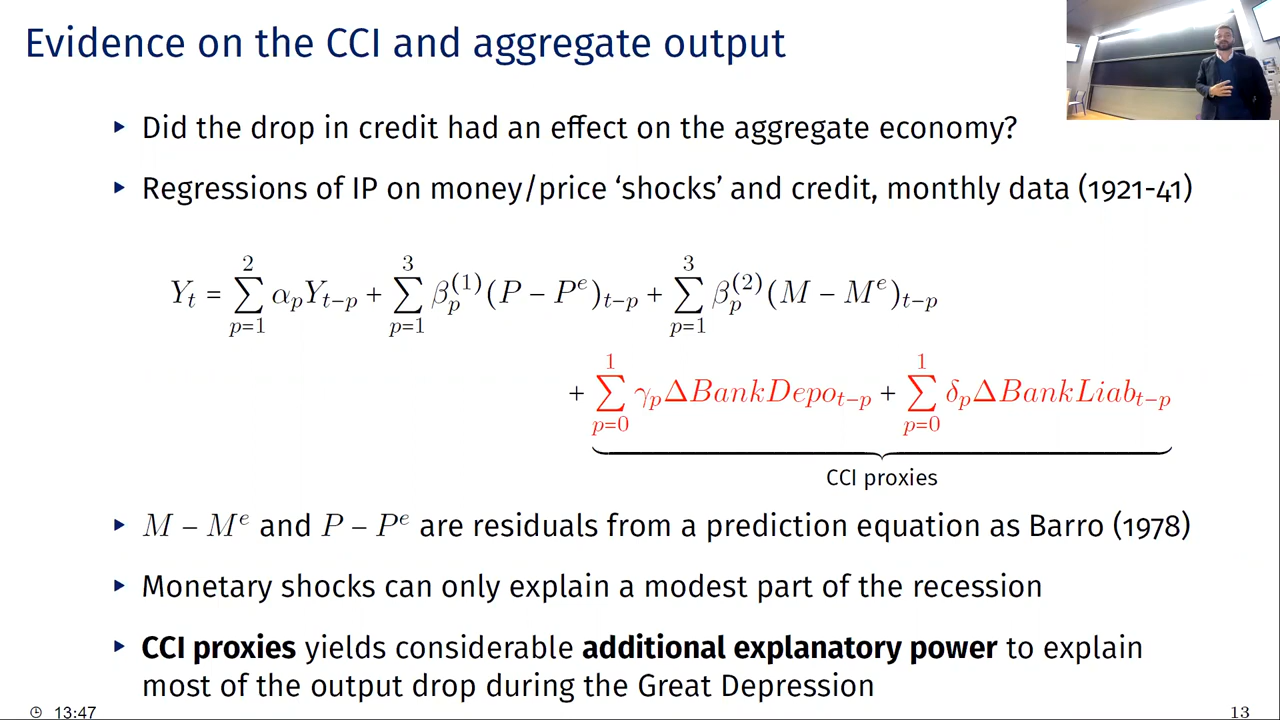 Evidence on the CCI and aggregate output
▸ Did the drop in credit had an effect on the aggregate economy?
▸ Regressions of IP on money/price ‘shocks’ and credit, monthly data (1921-41)
Y_t = \sum_{p=1}^{2} α_p Y_{t−p} + \sum_{p=1}^{3} β_p^{(1)} (P − P^e)_{t−p} + \sum_{p=1}^{3} β_p^{(2)} (M − M^e)_{t−p}
+ \sum_{p=0}^{1} γ_p ΔBankDepo_{t−p} + \sum_{p=0}^{1} δ_p ΔBankLiab_{t−p}
CCI proxies
▸ M − M^e and P − P^e are residuals from a prediction equation as Barro (1978)
▸ Monetary shocks can only explain a modest part of the recession
▸ CCI proxies yields considerable additional explanatory power to explain
most of the output drop during the Great Depression
13:47
13